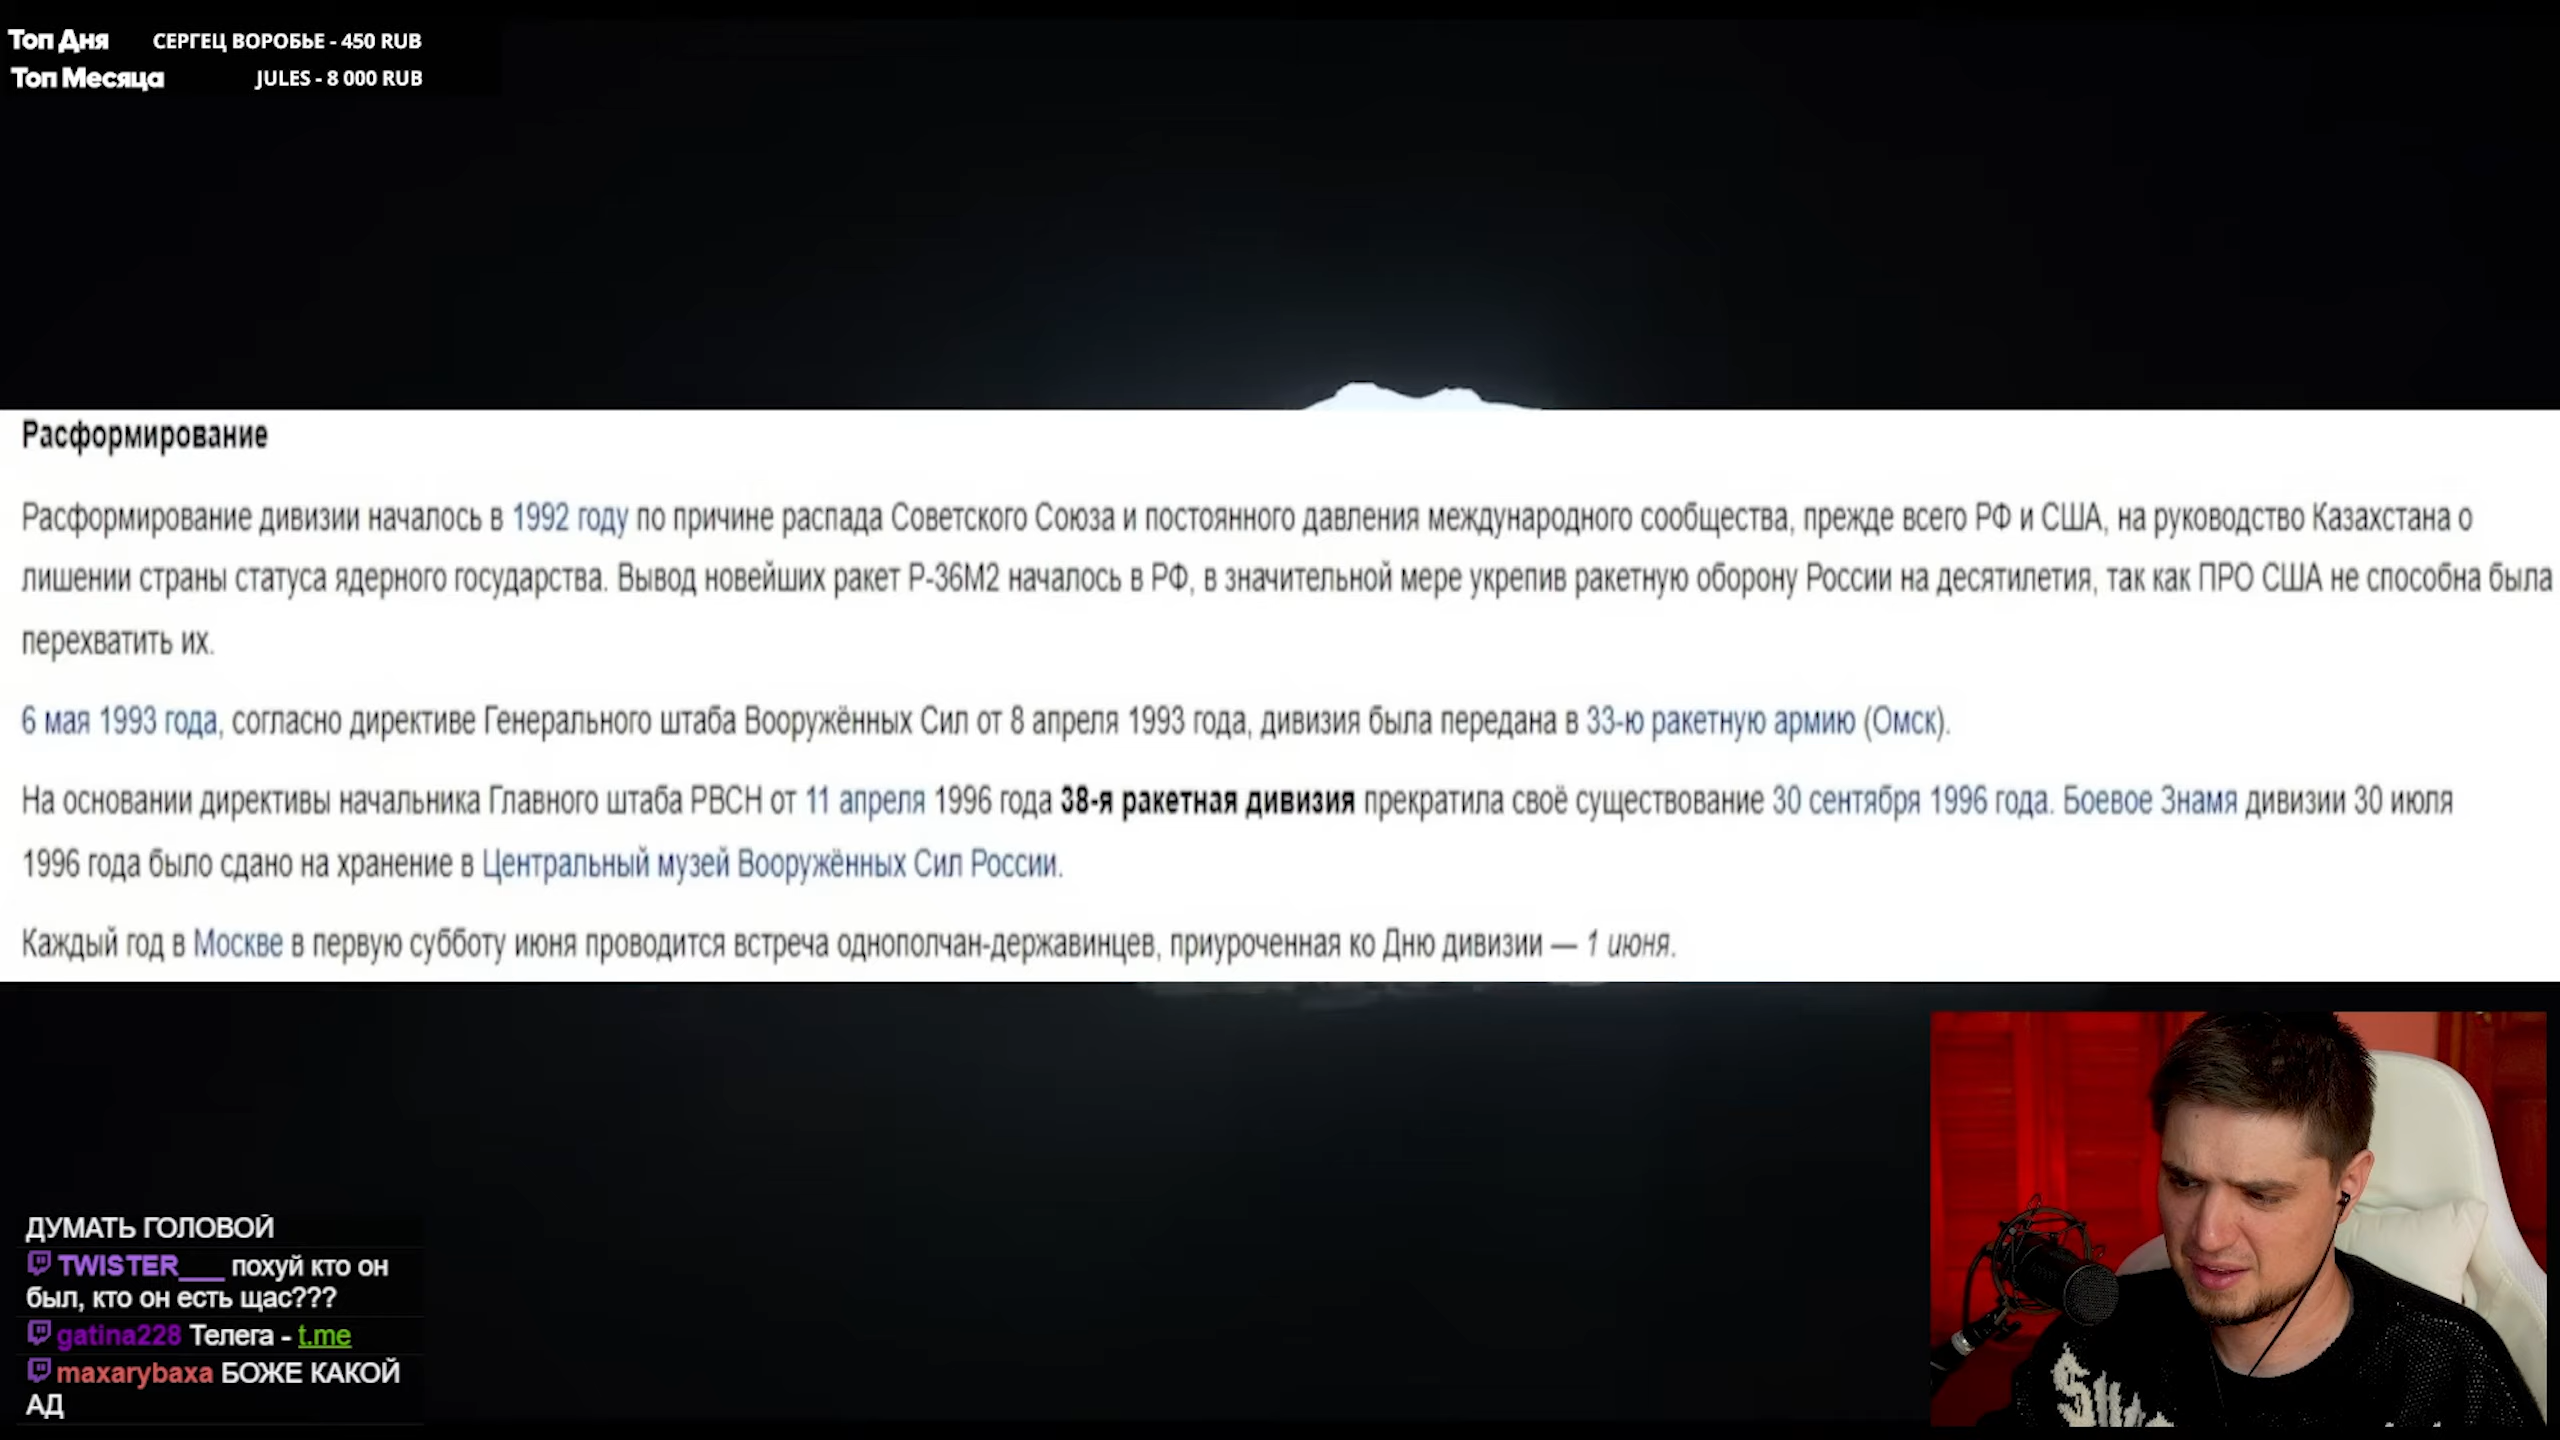 Топ Дня СЕРГЕЦ ВОРОБЬЕ - 450 RUB
Топ Месяца JULES - 8 000 RUB
Расформирование
Расформирование дивизии началось в 1992 году по причине распада Советского Союза и постоянного давления международного сообщества, прежде всего РФ и США, на руководство Казахстана о
лишении страны статуса ядерного государства. Вывод новейших ракет Р-36М2 началось в РФ, в значительной мере укрепив ракетную оборону России на десятилетия, так как ПРО США не способна была
перехватить их.
6 мая 1993 года, согласно директиве Генерального штаба Вооружённых Сил от 8 апреля 1993 года, дивизия была передана в 33-ю ракетную армию (Омск).
На основании директивы начальника Главного штаба РВСН от 11 апреля 1996 года 38-я ракетная дивизия прекратила своё существование 30 сентября 1996 года. Боевое Знамя дивизии 30 июля
1996 года было сдано на хранение в Центральный музей Вооружённых Сил России.
Каждый год в Москве в первую субботу июня проводится встреча однополчан-державинцев, приуроченная ко Дню дивизии — 1 июня.
ДУМАТЬ ГОЛОВОЙ
TWISTER___ похуй кто он
был, кто он есть щас???
gatina228 Телега - t.me
maxarybaxa БОЖЕ КАКОЙ
АД